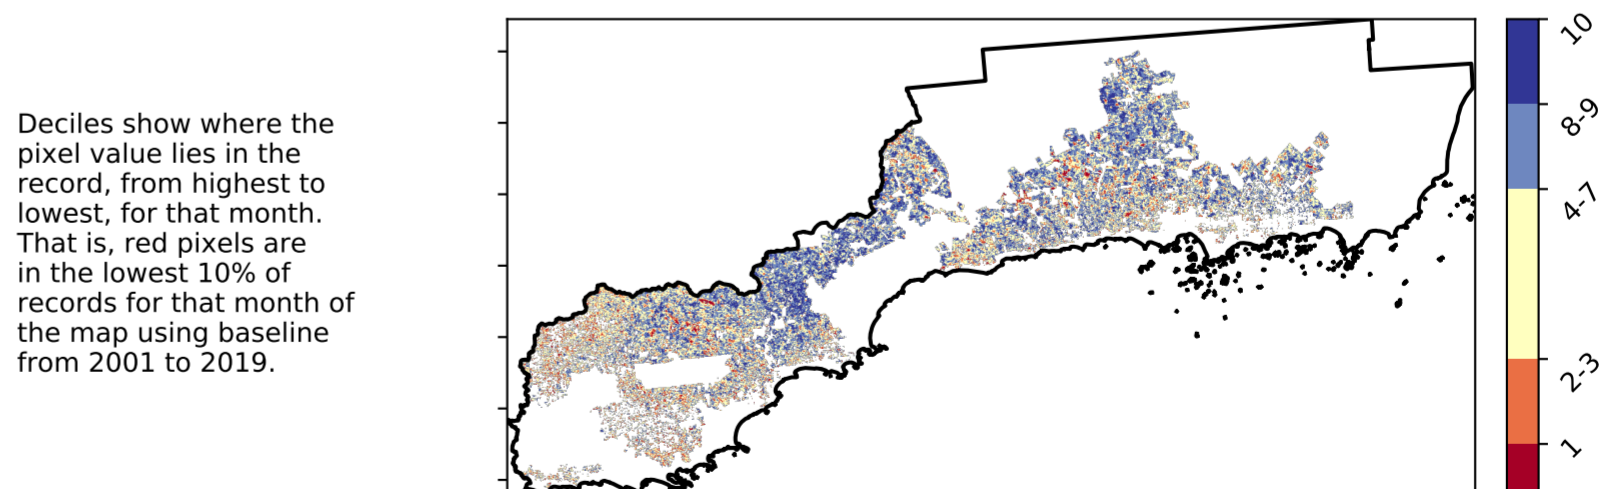 Deciles show where the
pixel value lies in the
record, from highest to
lowest, for that month.
That is, red pixels are
in the lowest 10% of
records for that month of
the map using baseline
from 2001 to 2019.
10
8-9
4-7
2-3
1